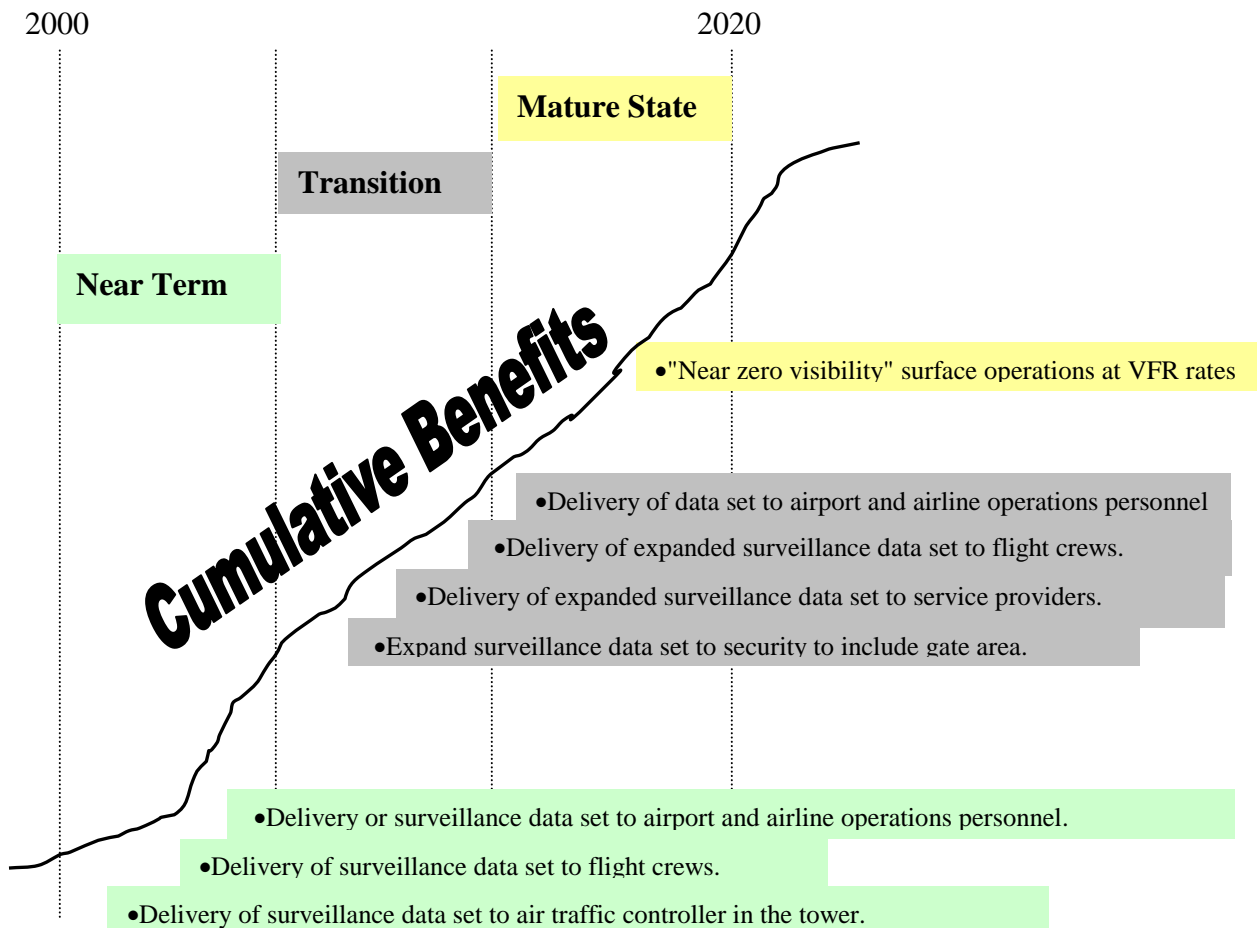 2000
2020
Mature State
Transition
Near Term
Cumulative Benefits
•"Near zero visibility" surface operations at VFR rates
•Delivery of data set to airport and airline operations personnel
•Delivery of expanded surveillance data set to flight crews.
•Delivery of expanded surveillance data set to service providers.
•Expand surveillance data set to security to include gate area.
•Delivery or surveillance data set to airport and airline operations personnel.
•Delivery of surveillance data set to flight crews.
•Delivery of surveillance data set to air traffic controller in the tower.